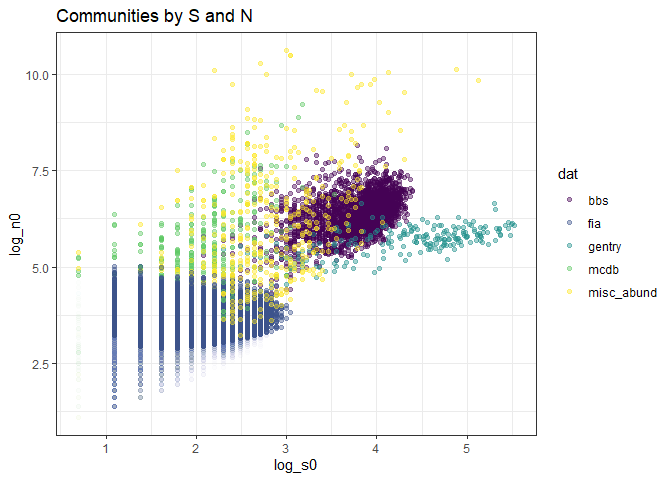 Communities by S and N
10.0
7.5
5.0
2.5
log_n0
1 2 3 4 5
log_s0
dat
bbs
fia
gentry
mcdb
misc_abund